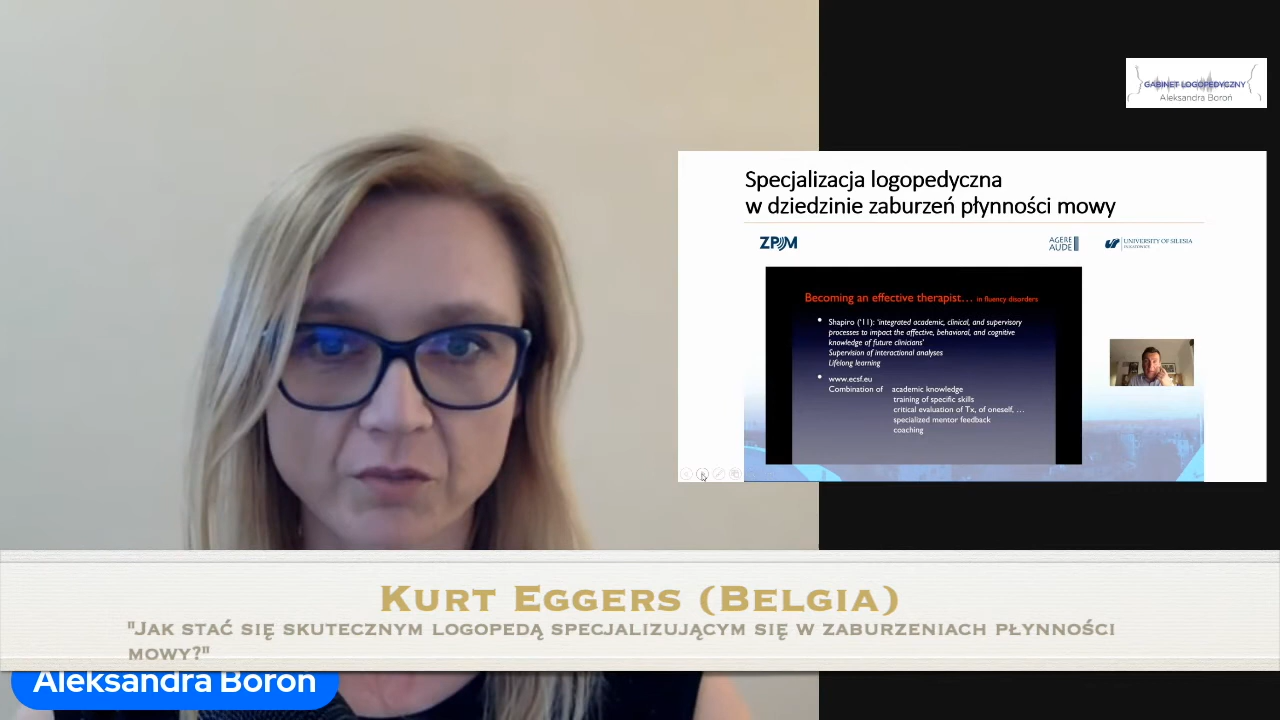 GABINET LOGOPEDYCZNY
Aleksandra Boroń
Specjalizacja logopedyczna
w dziedzinie zaburzeń płynności mowy
ZPM
AGERE
AUDE
UNIVERSITY OF SILESIA
IN KATOWICE
Becoming an effective therapist… in fluency disorders
• Shapiro ('11): 'integrated academic, clinical, and supervisory
processes to impact the affective, behavioral, and cognitive
knowledge of future clinicians'
Supervision of interactional analyses
Lifelong learning
• www.ecsf.eu
Combination of academic knowledge
training of specific skills
critical evaluation of Tx, of oneself, …
specialized mentor feedback
coaching
Kurt Eggers (Belgia)
"Jak stać się skutecznym logopedą specjalizującym się w zaburzeniach płynności
mowy?"
Aleksandra Boroń